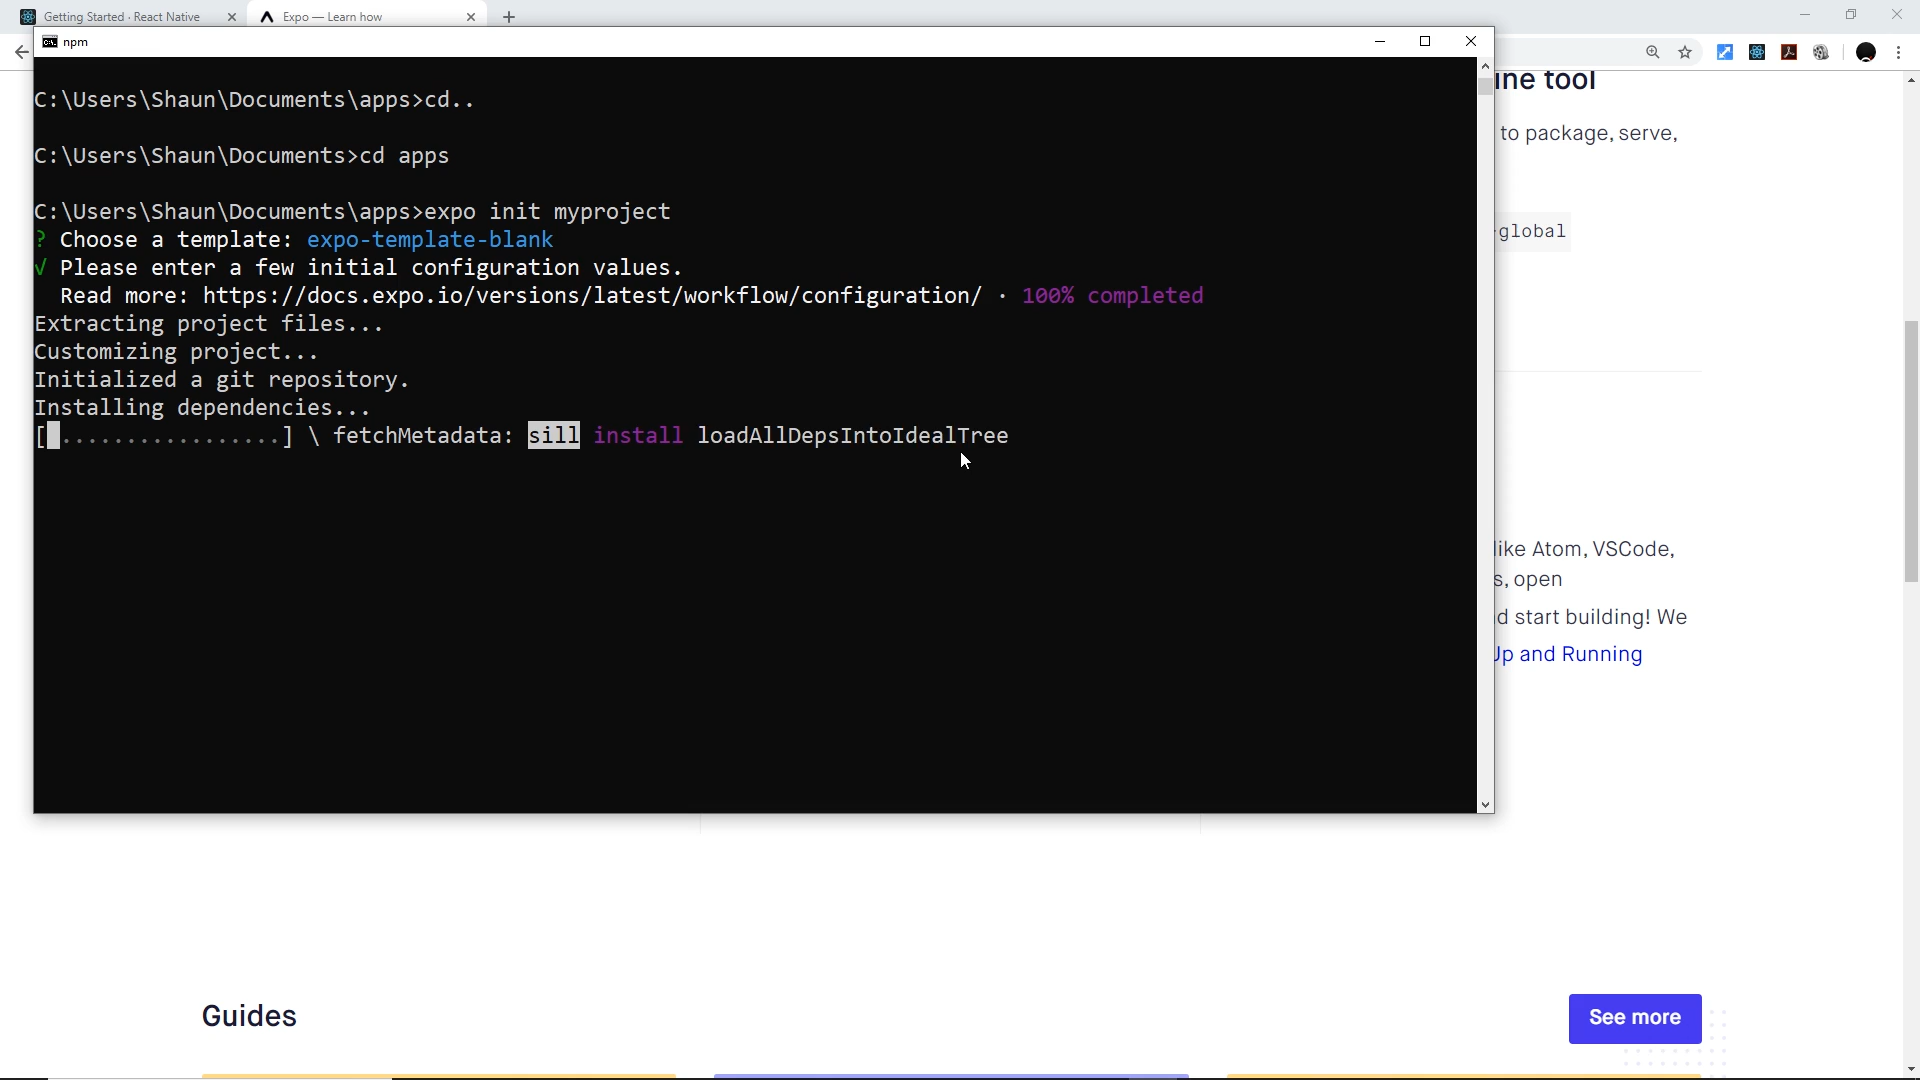 Getting Started · React Native
Expo — Learn how
npm
C:\Users\Shaun\Documents\apps>cd..
C:\Users\Shaun\Documents>cd apps
C:\Users\Shaun\Documents\apps>expo init myproject
? Choose a template: expo-template-blank
√ Please enter a few initial configuration values.
Read more: https://docs.expo.io/versions/latest/workflow/configuration/ · 100% completed
Extracting project files...
Customizing project...
Initialized a git repository.
Installing dependencies...
[ .................] \ fetchMetadata: sill install loadAllDepsIntoIdealTree
ine tool
to package, serve,
-global
like Atom, VSCode,
s, open
d start building! We
Up and Running
Guides
See more